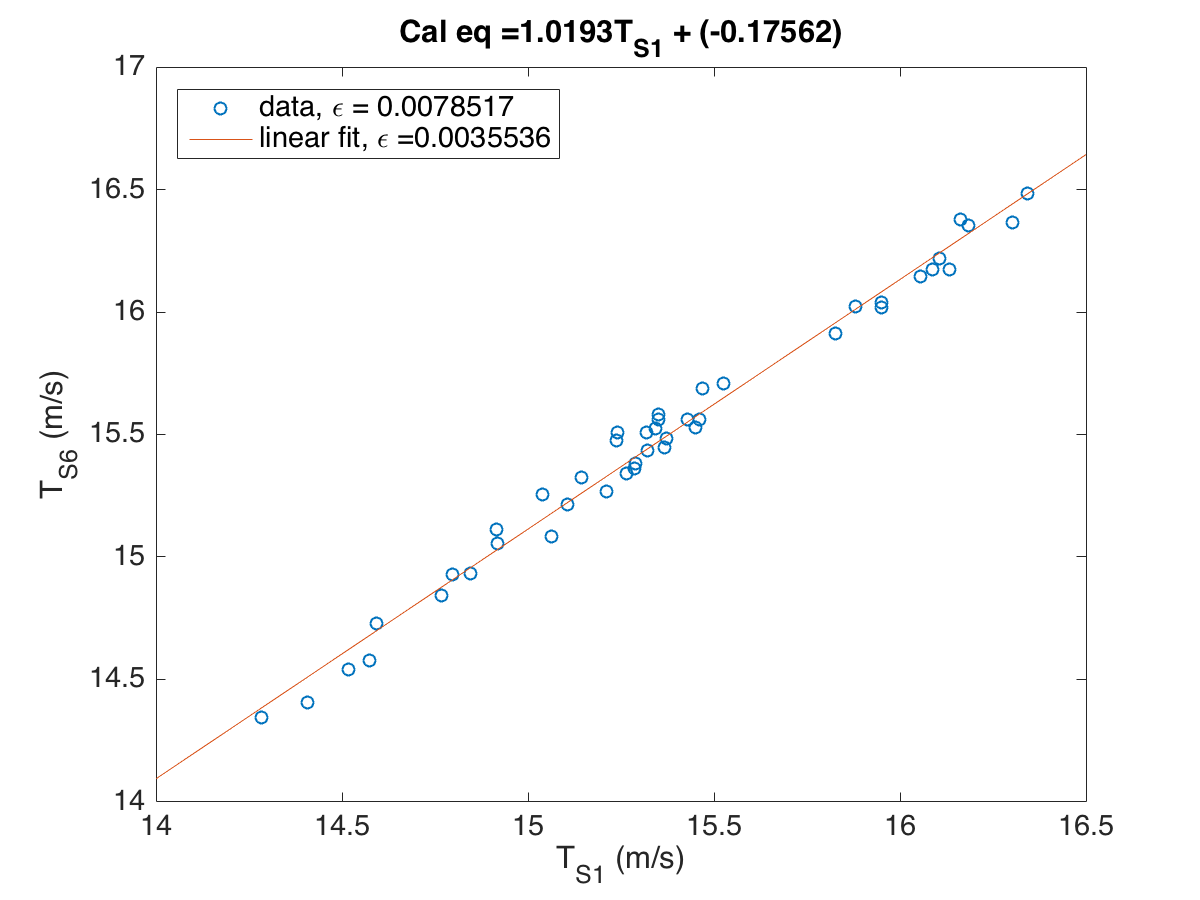 Cal eq =1.0193T_S1 + (-0.17562)
17
data, ϵ = 0.0078517
linear fit, ϵ =0.0035536
16.5
16
T_S6 (m/s)
15.5
15
14.5
14
14 14.5 15 15.5 16 16.5
T_S1 (m/s)